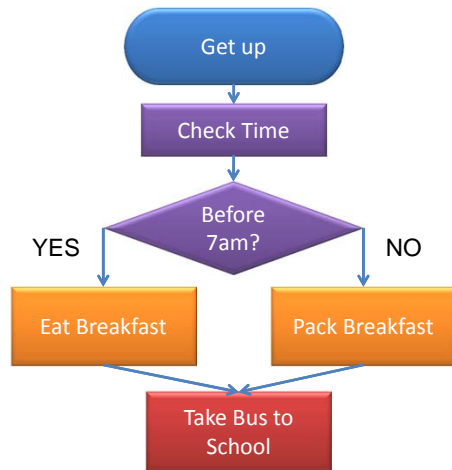 Get up
Check Time
Before
7am?
YES
NO
Eat Breakfast
Pack Breakfast
Take Bus to
School